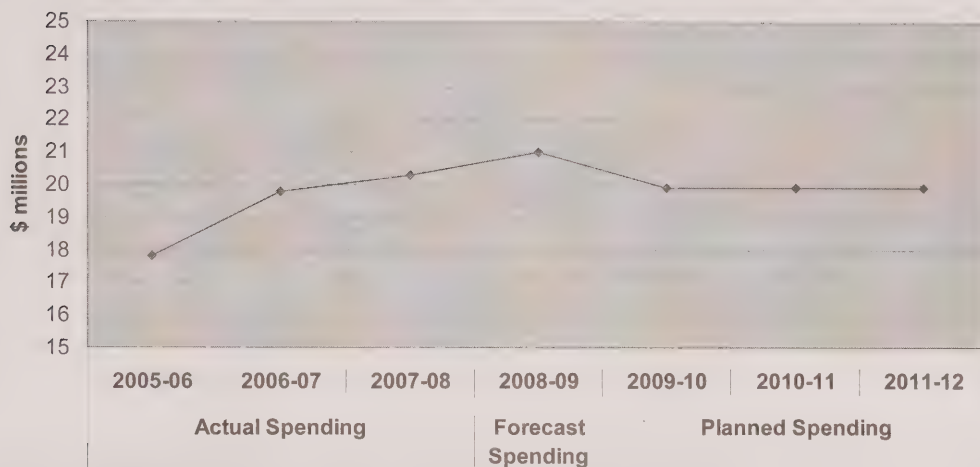 25
24
23
22
21
20
19
18
17
16
15
$ millions
2005-06 2006-07 2007-08 2008-09 2009-10 2010-11 2011-12
Actual Spending Forecast Planned Spending
Spending